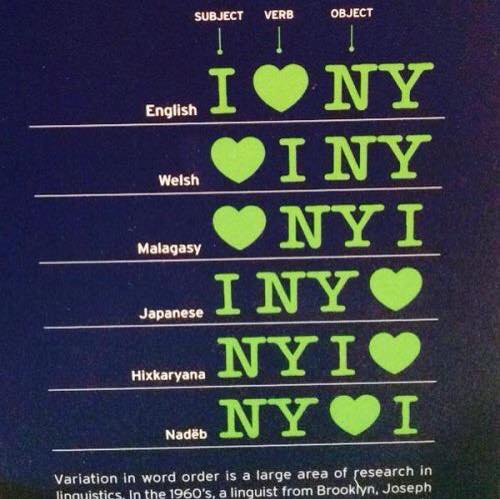 SUBJECT VERB OBJECT
English I ♥ NY
Welsh ♥ I NY
Malagasy ♥ NY I
Japanese I NY ♥
Hixkaryana NY I ♥
Nadëb NY ♥ I
Variation in word order is a large area of research in
linguistics. In the 1960's, a linguist from Brooklyn, Joseph